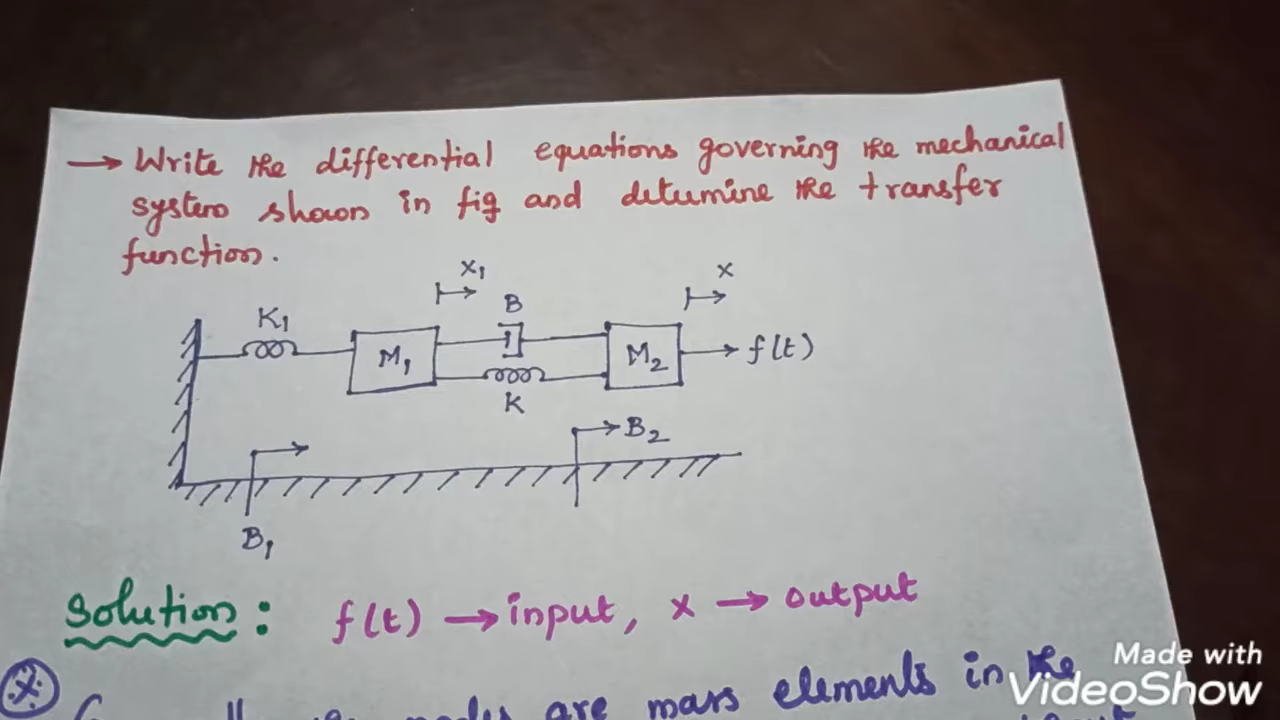 → Write the differential equations governing the mechanical
system shown in fig and determine the transfer
function.
x₁
x
B
K₁
M₁
M₂
→ f(t)
K
B₂
B₁
Solution: f(t) → input, x → output
nodes are mass elements in the
Made with
VideoShow